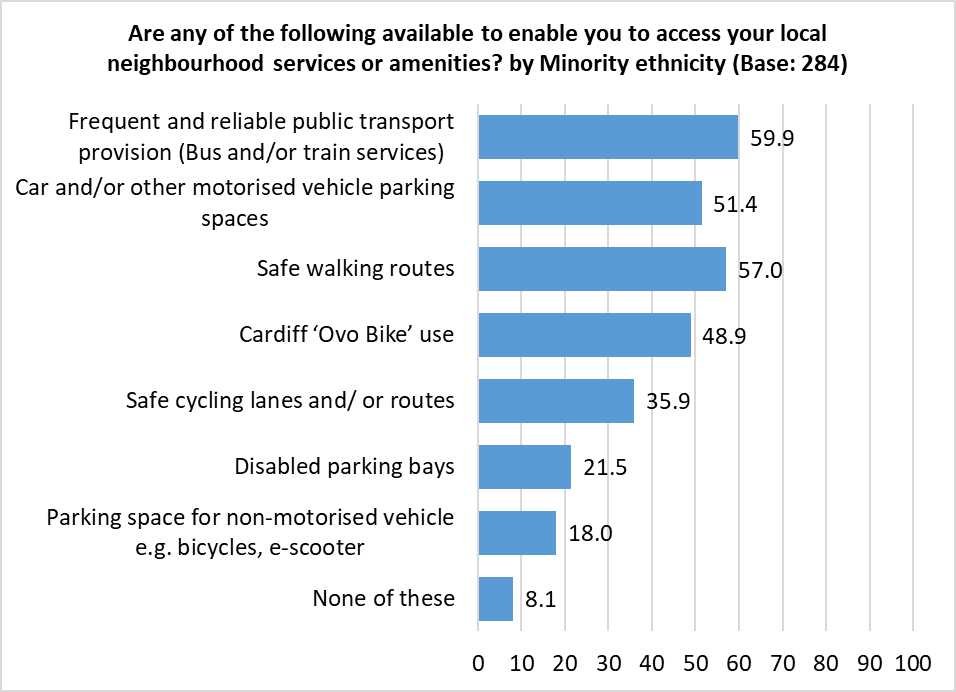 Are any of the following available to enable you to access your local
neighbourhood services or amenities? by Minority ethnicity (Base: 284)
Frequent and reliable public transport
provision (Bus and/or train services)
59.9
Car and/or other motorised vehicle parking
spaces
51.4
Safe walking routes
57.0
Cardiff ‘Ovo Bike’ use
48.9
Safe cycling lanes and/ or routes
35.9
Disabled parking bays
21.5
Parking space for non-motorised vehicle
e.g. bicycles, e-scooter
18.0
None of these
8.1
0 10 20 30 40 50 60 70 80 90 100